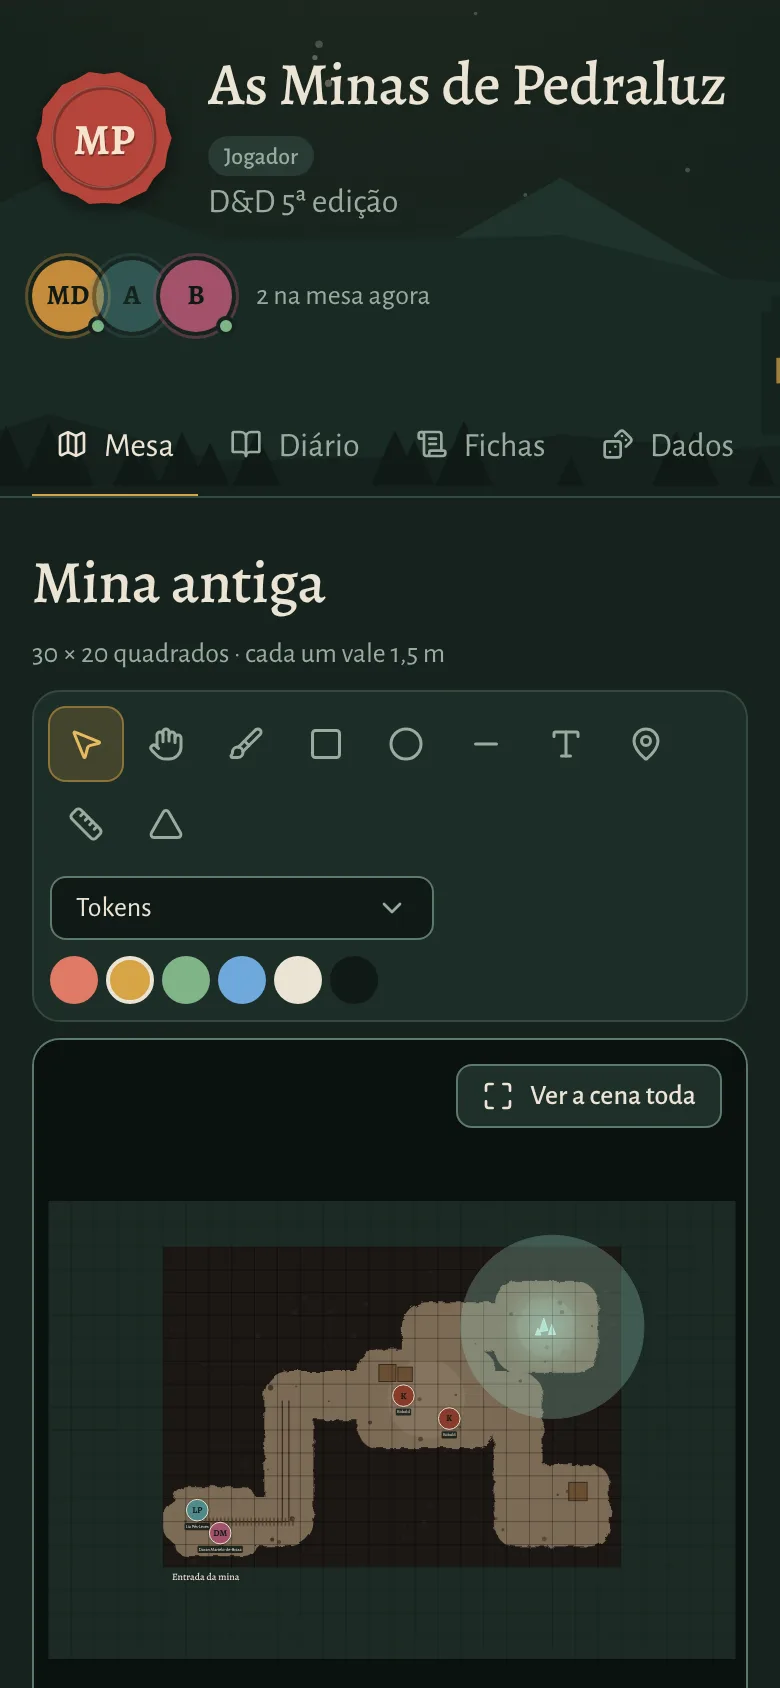 As Minas de Pedraluz
MP
Jogador
D&D 5ª edição
MD
A
B
2 na mesa agora
Mesa
Diário
Fichas
Dados
Mina antiga
30 × 20 quadrados · cada um vale 1,5 m
Tokens
Ver a cena toda
K
K
LP
DM
Entrada da mina